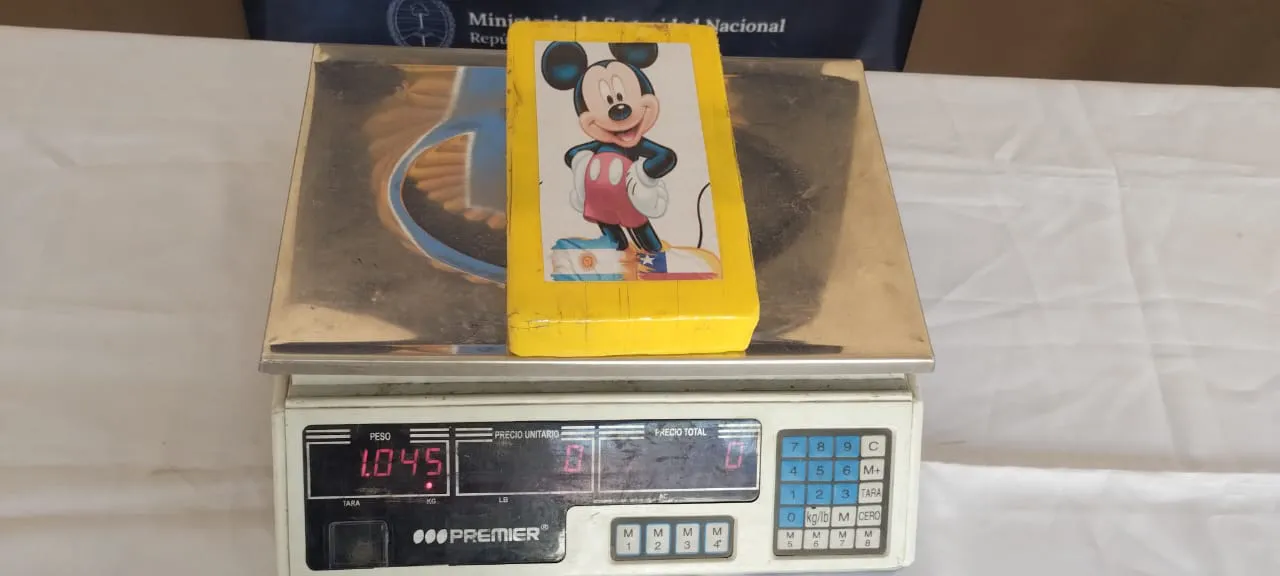 Ministerio de Seguridad Nacional
PESO
PRECIO UNITARIO
PRECIO TOTAL
1.045
0
0
TARA
KG
LB
AC
PREMIER®
7 8 9 C
4 5 6 M+
1 2 3 TARA
0 kg/lb M CERO
M 5 M 6 M 7 M 8
M 1 M 2 M 3 M 4